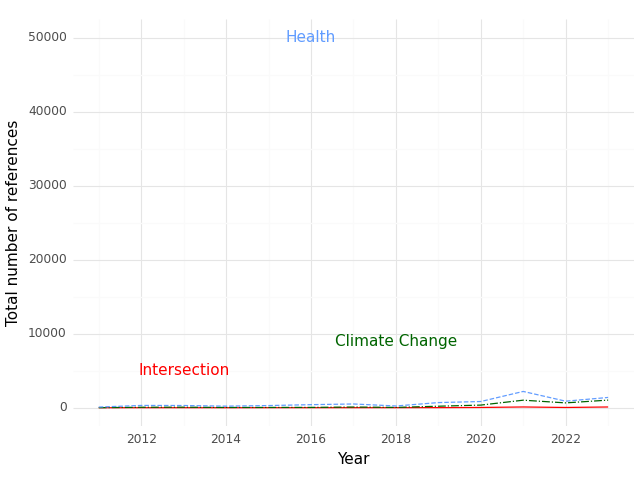 Health
50000
40000
30000
20000
10000
0
Total number of references
Climate Change
Intersection
2012
2014
2016
2018
2020
2022
Year